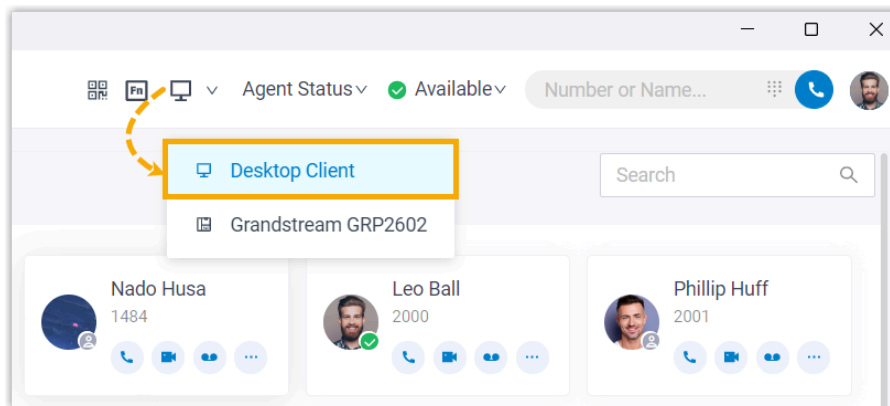 Fn Agent Status Available Number or Name...
Desktop Client
Search
Grandstream GRP2602
Nado Husa
1484
Leo Ball
2000
Phillip Huff
2001